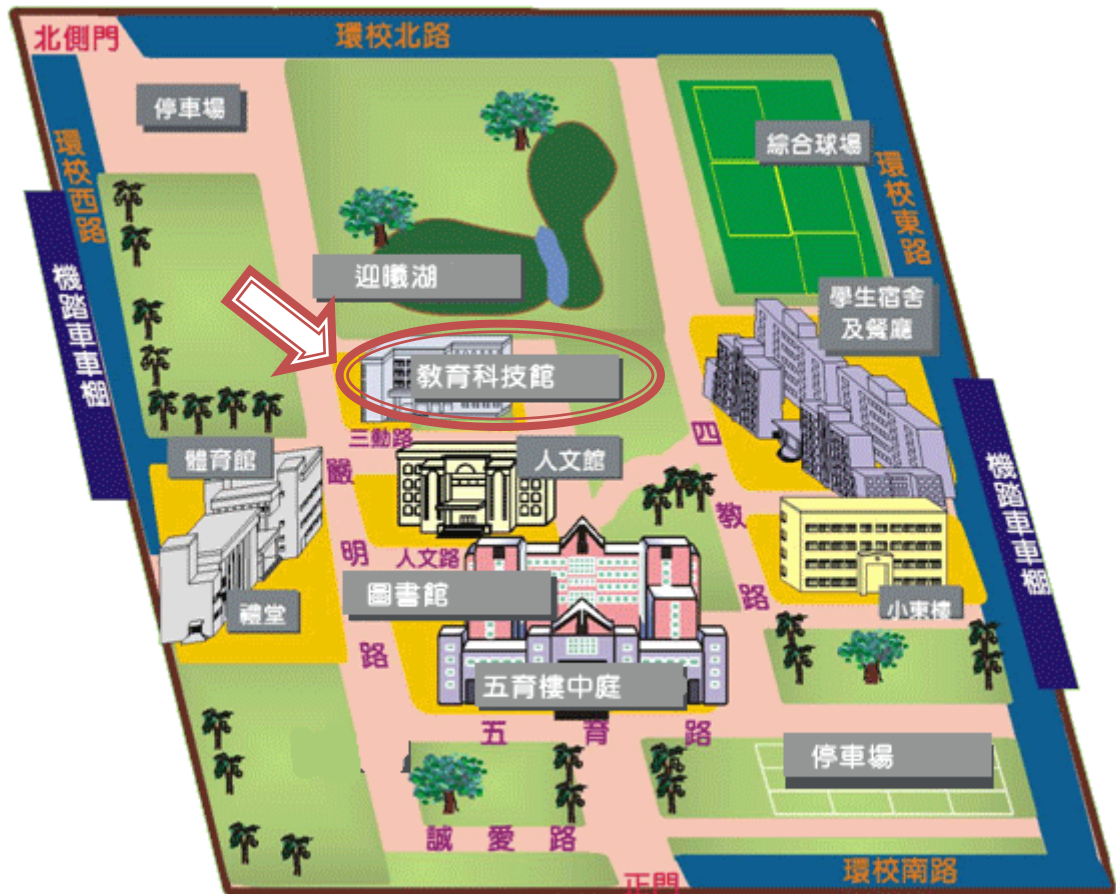 北側門
環校北路
停車場
綜合球場
環校西路
環校東路
機踏車車棚
迎曦湖
學生宿舍
及餐廳
教育科技館
三動路
四教路
體育館
人文館
嚴明路
機踏車車棚
人文路
圖書館
小東樓
禮堂
五育樓中庭
五育路
停車場
誠愛路
環校南路
正門